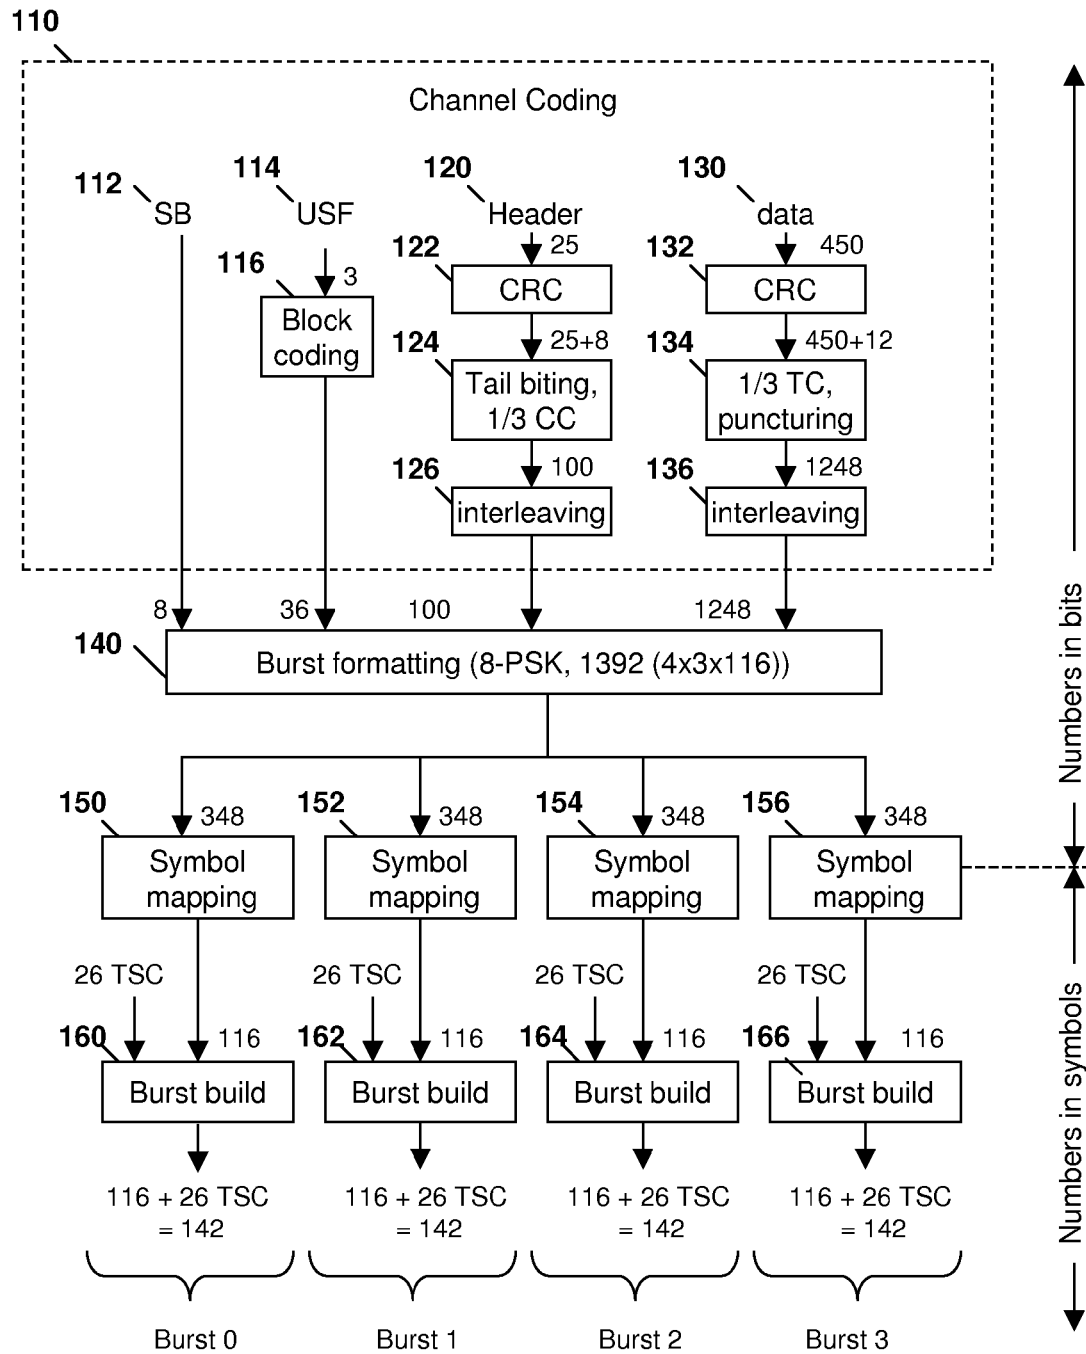 110
Channel Coding
112
SB
114
USF
120
Header
130
data
116
3
Block
coding
122
25
CRC
132
450
CRC
124
25+8
Tail biting,
1/3 CC
134
450+12
1/3 TC,
puncturing
126
100
interleaving
136
1248
interleaving
8
36
100
1248
140
Burst formatting (8-PSK, 1392 (4x3x116))
Numbers in bits
150
348
152
348
154
348
156
348
Symbol
mapping
Symbol
mapping
Symbol
mapping
Symbol
mapping
26 TSC
26 TSC
26 TSC
26 TSC
160
116
162
116
164
116
166
116
Burst build
Burst build
Burst build
Burst build
Numbers in symbols
116 + 26 TSC
= 142
116 + 26 TSC
= 142
116 + 26 TSC
= 142
116 + 26 TSC
= 142
Burst 0
Burst 1
Burst 2
Burst 3